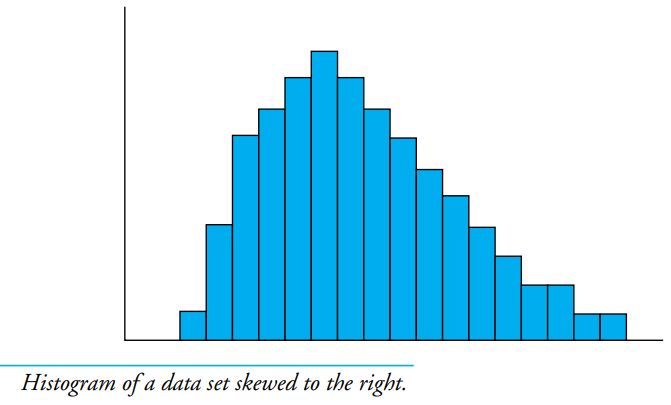 Histogram of a data set skewed to the right.